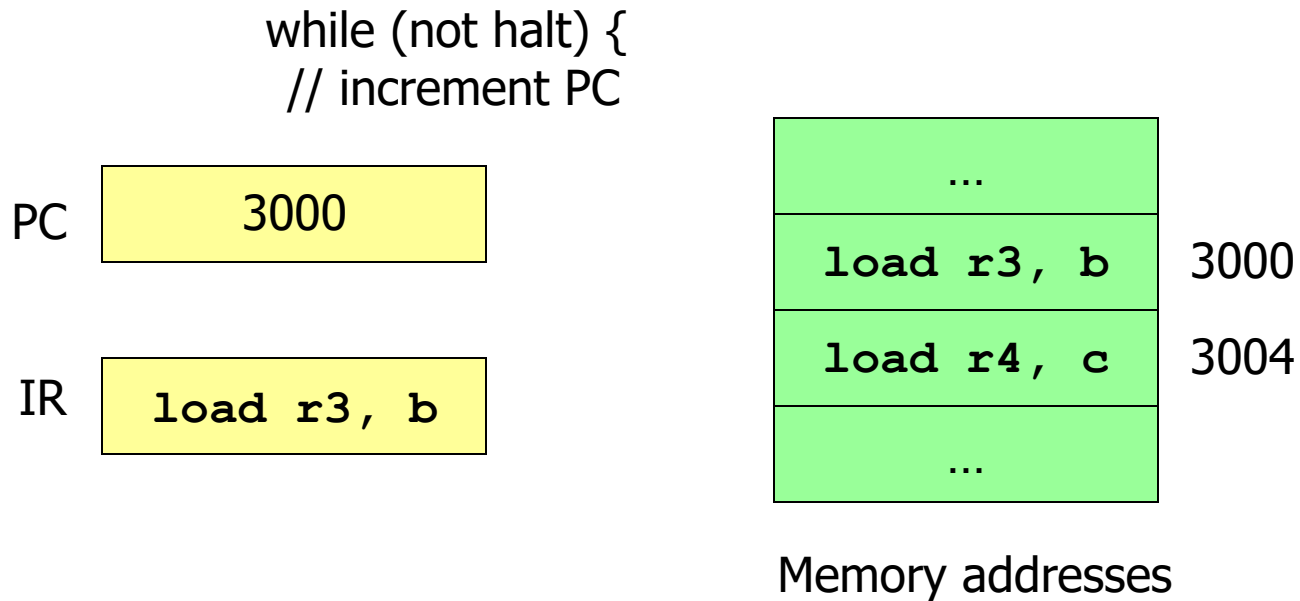 while (not halt) {
// increment PC
PC
3000
IR
load r3, b
...
load r3, b 3000
load r4, c 3004
...
Memory addresses